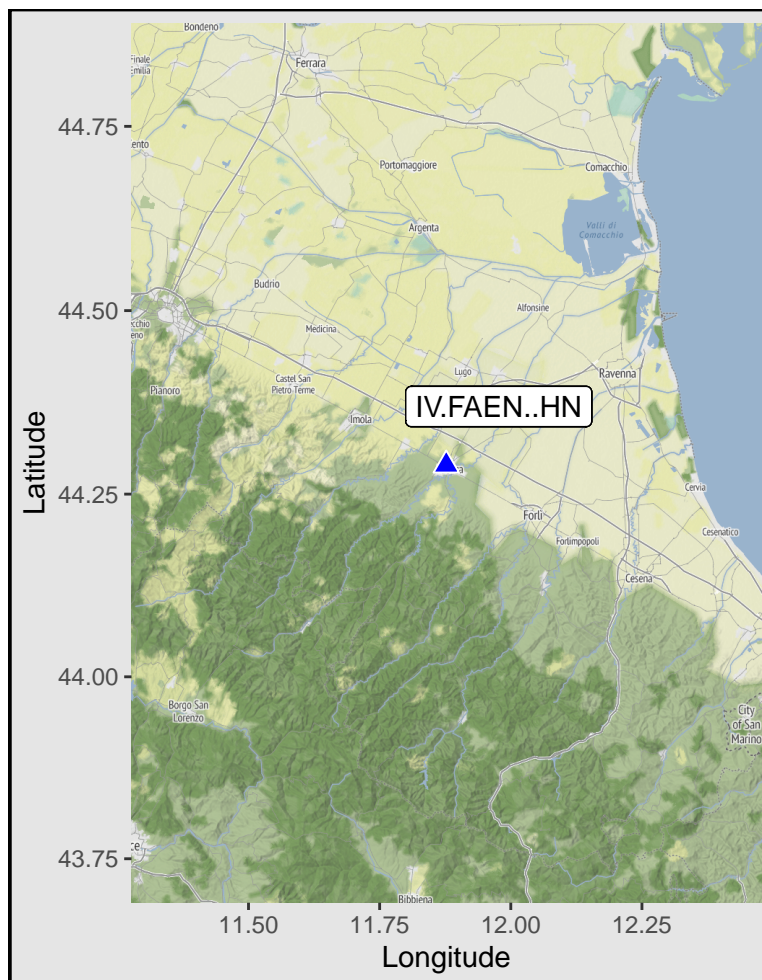 Bondeno
Finale
Emilia
Ferrara
44.75
Portomaggiore
Comacchio
Argenta
Valli di
Comacchio
44.50
Budrio
Alfonsine
Medicina
Castel San
Pietro Terme
Lugo
Ravenna
Pianoro
IV.FAEN..HN
Imola
Latitude
44.25
Cervia
Forlì
Cesenatico
Forlimpopoli
Cesena
44.00
Borgo San
Lorenzo
City
of San
Marino
43.75
Bibbiena
11.50
11.75
12.00
12.25
Longitude